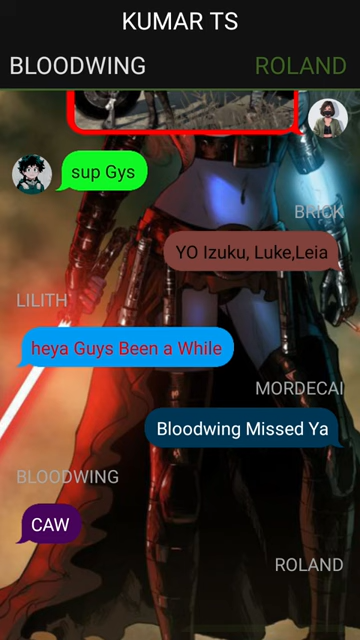 KUMAR TS
BLOODWING
ROLAND
sup Gys
BRICK
YO Izuku, Luke,Leia
LILITH
heya Guys Been a While
MORDECAI
Bloodwing Missed Ya
BLOODWING
CAW
ROLAND